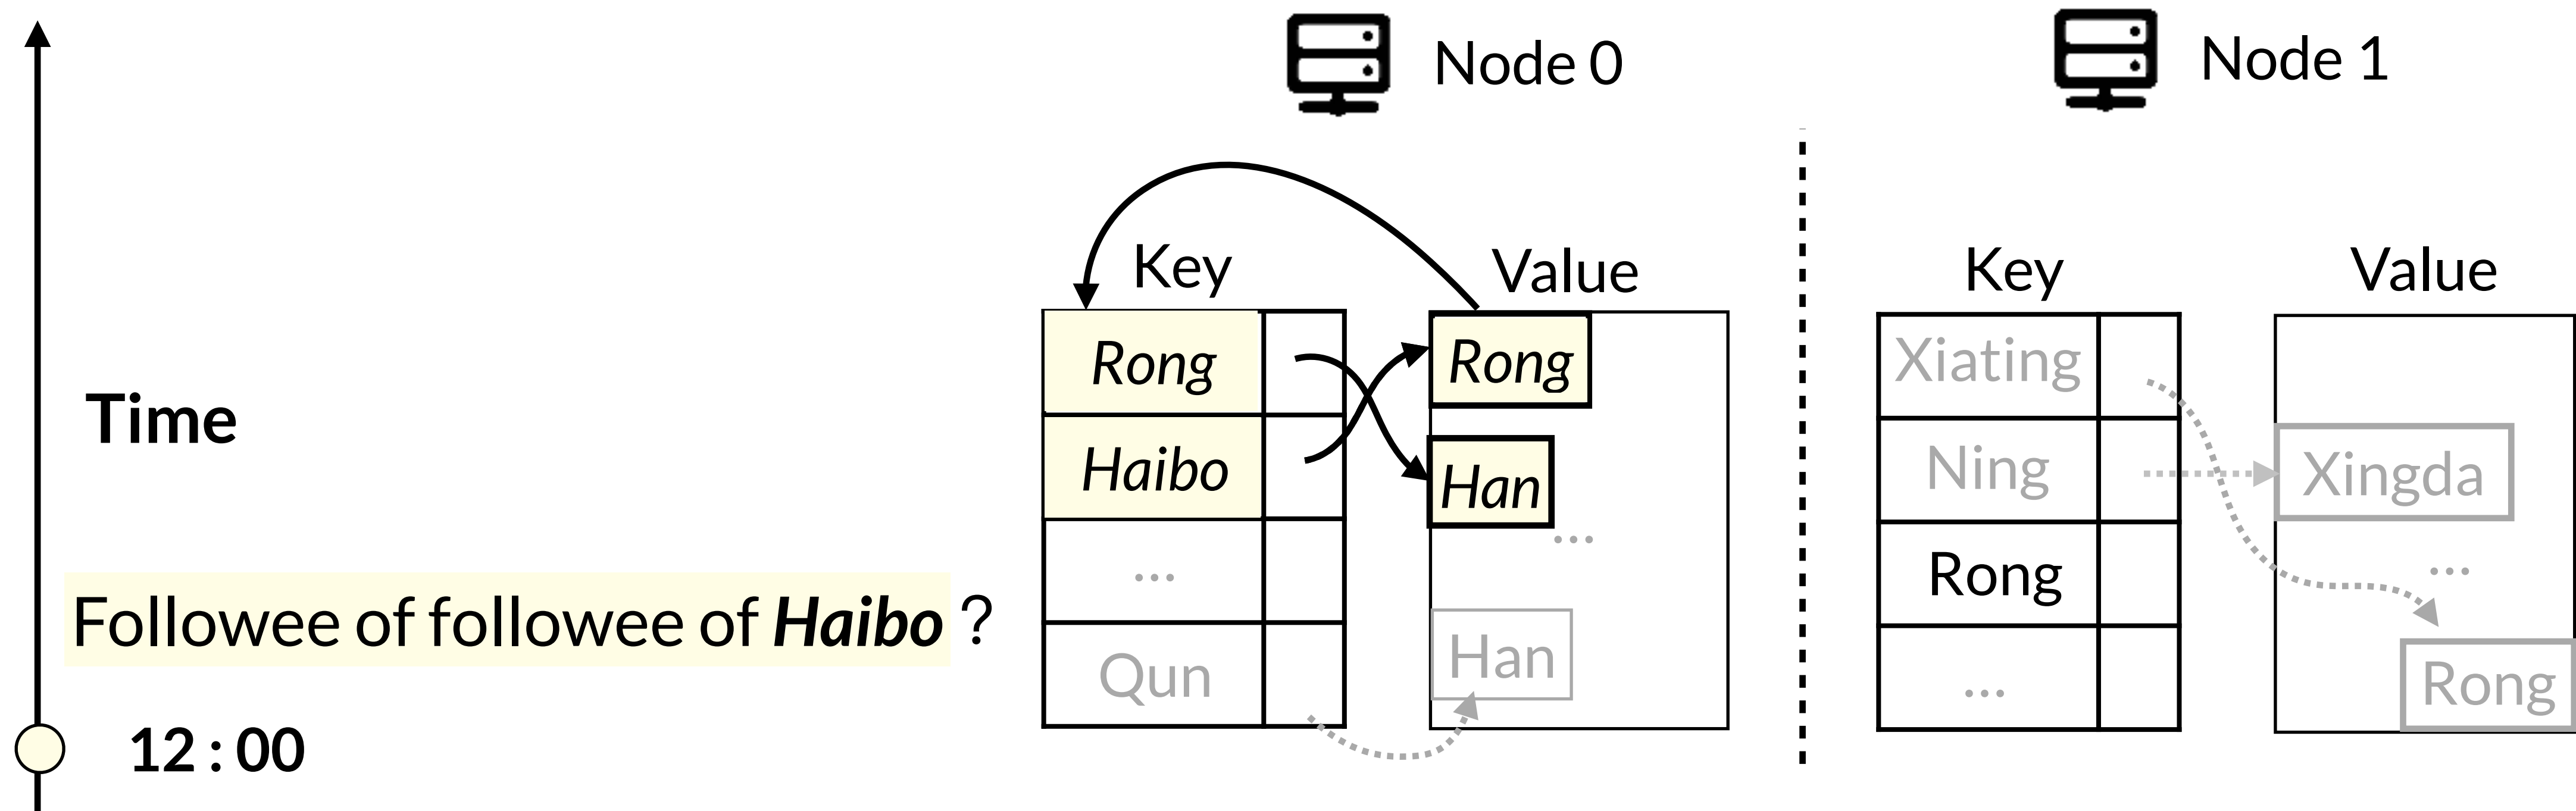 Node 0
Node 1
Key
Value
Key
Value
Rong
Rong
Xiating
Time
Haibo
Han
Ning
Xingda
...
...
Rong
...
Followee of followee of Haibo ?
Qun
Han
...
Rong
12 : 00